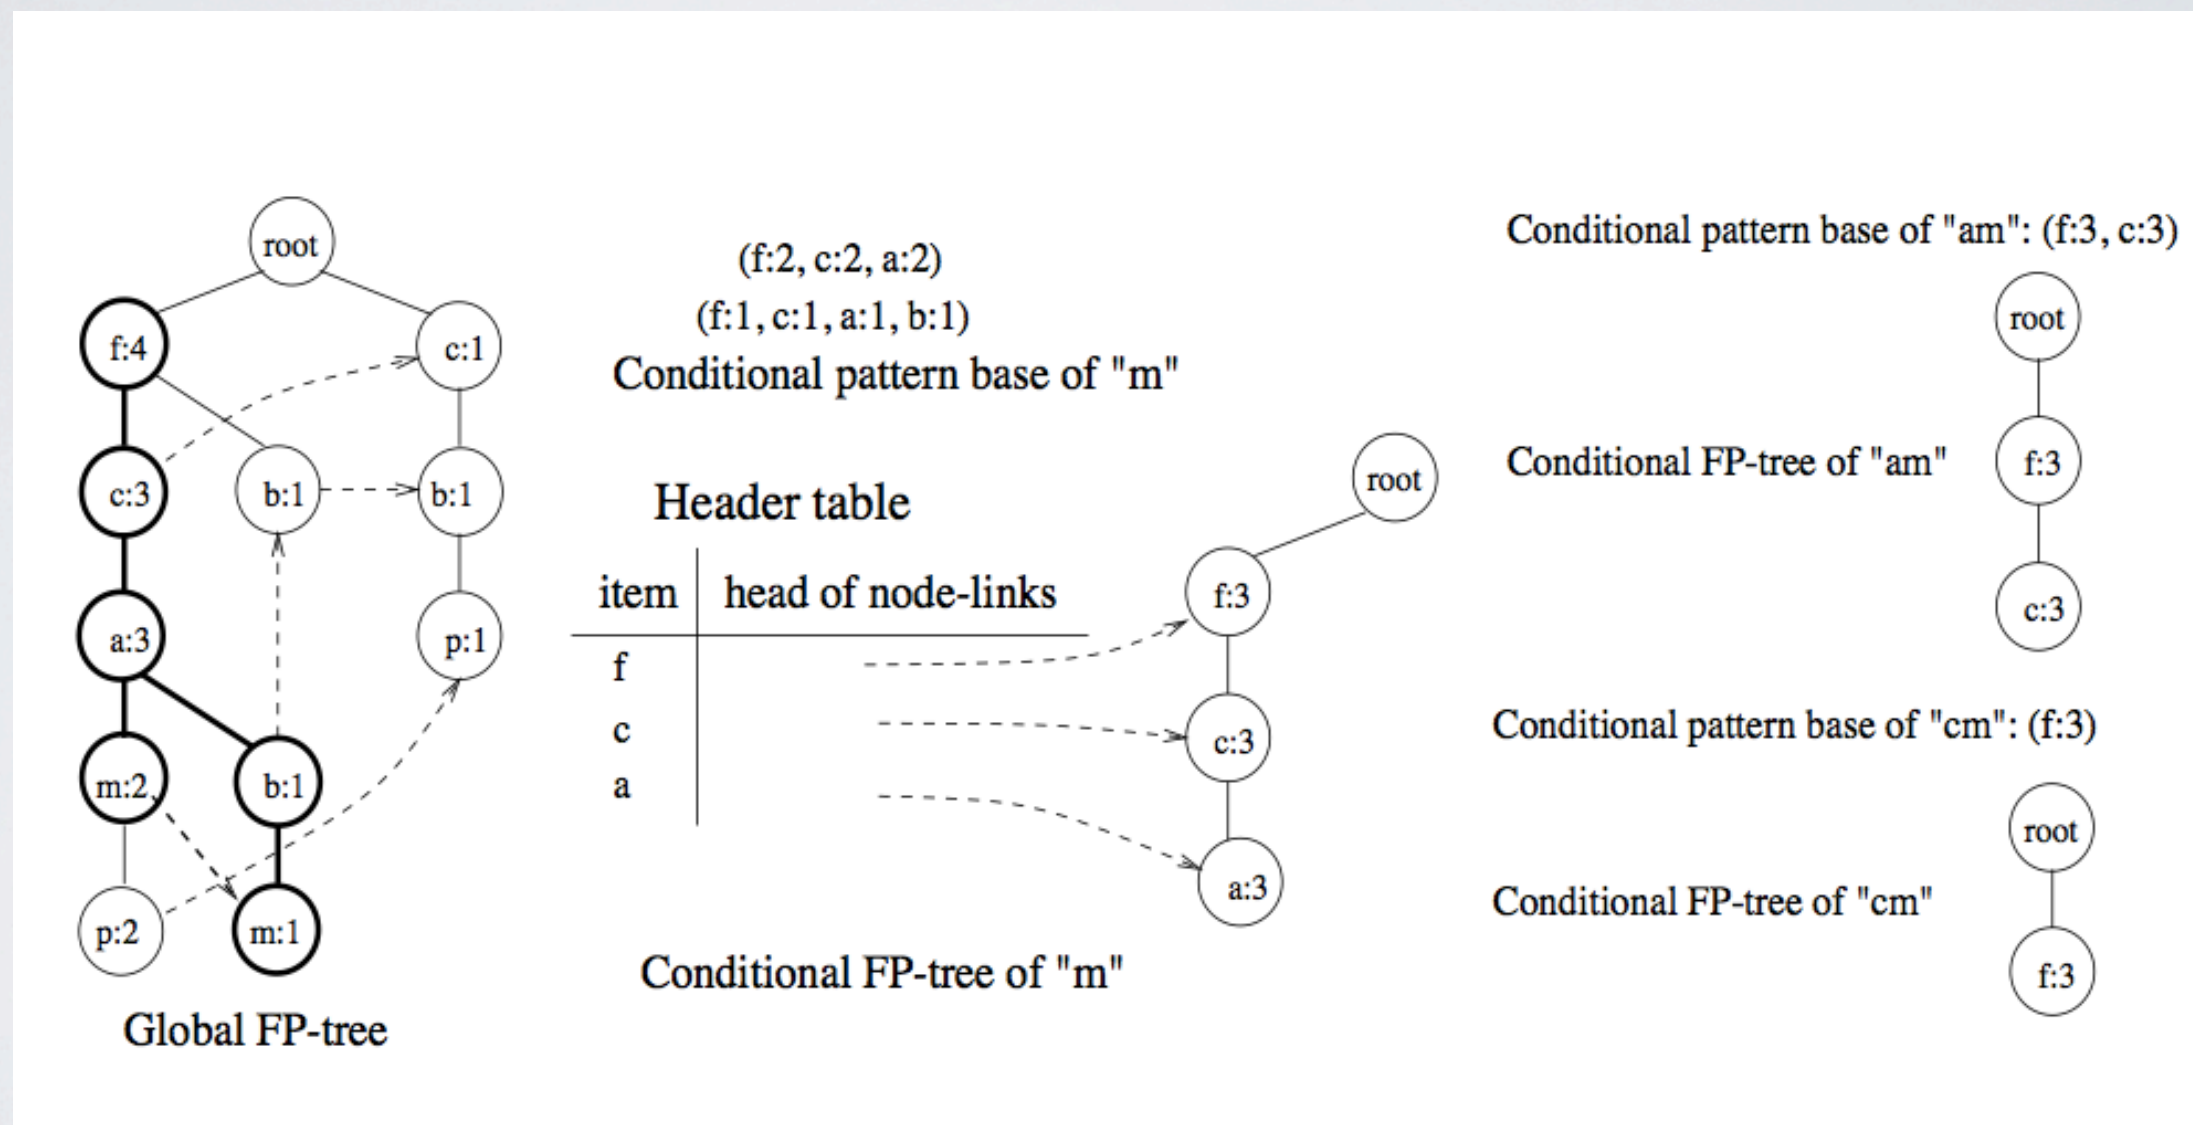 root
f:4
c:1
c:3
b:1
b:1
a:3
p:1
m:2
b:1
p:2
m:1
Global FP-tree
(f:2, c:2, a:2)
(f:1, c:1, a:1, b:1)
Conditional pattern base of "m"
Header table
item head of node-links
f
c
a
root
f:3
c:3
a:3
Conditional FP-tree of "m"
Conditional pattern base of "am": (f:3, c:3)
root
Conditional FP-tree of "am"
f:3
c:3
Conditional pattern base of "cm": (f:3)
root
Conditional FP-tree of "cm"
f:3